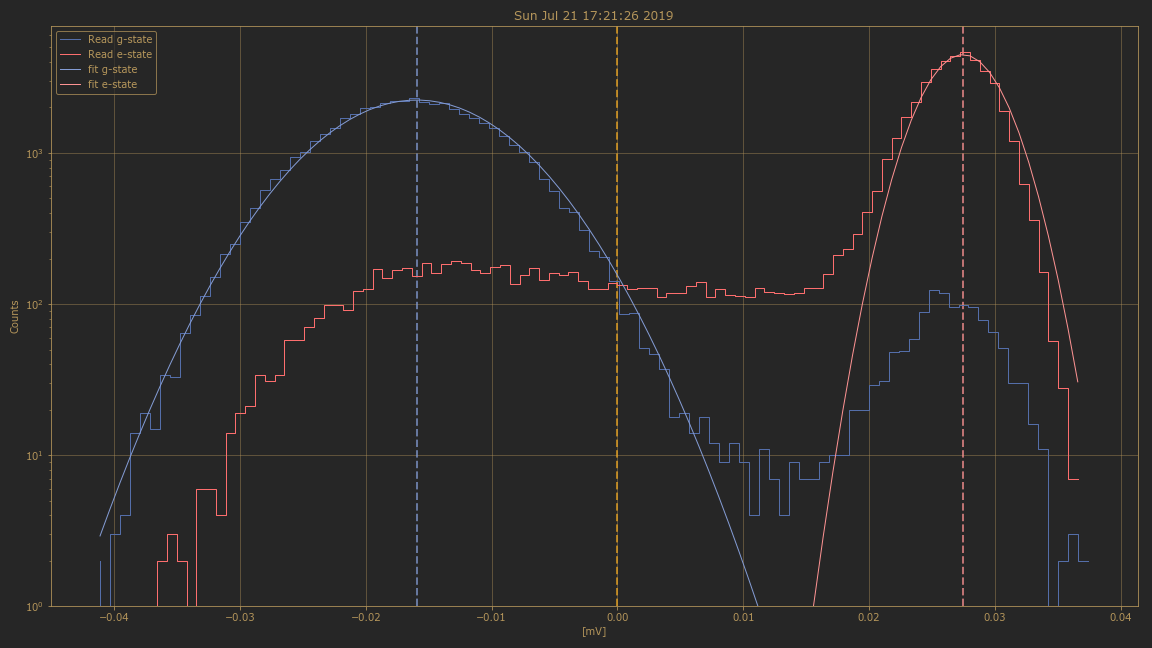 Sun Jul 21 17:21:26 2019
Read g-state
Read e-state
fit g-state
fit e-state
10³
10²
10¹
10⁰
Counts
−0.04 −0.03 −0.02 −0.01 0.00 0.01 0.02 0.03 0.04
[mV]